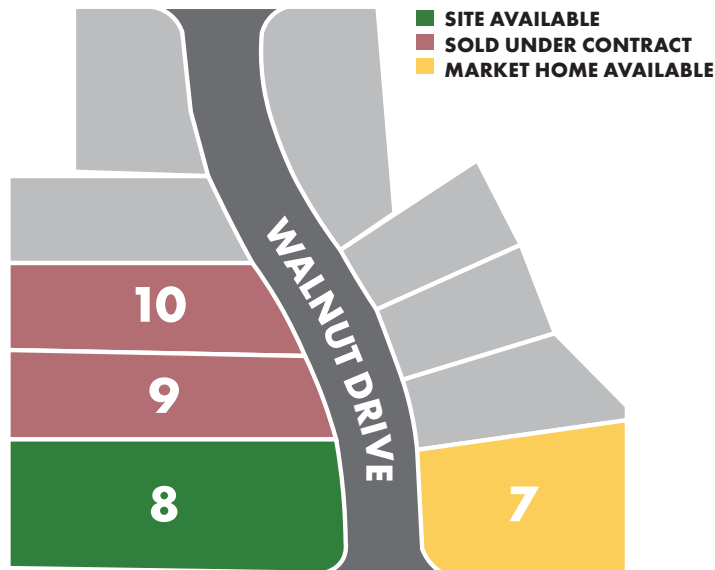 SITE AVAILABLE
SOLD UNDER CONTRACT
MARKET HOME AVAILABLE
WALNUT DRIVE
10
9
8
7